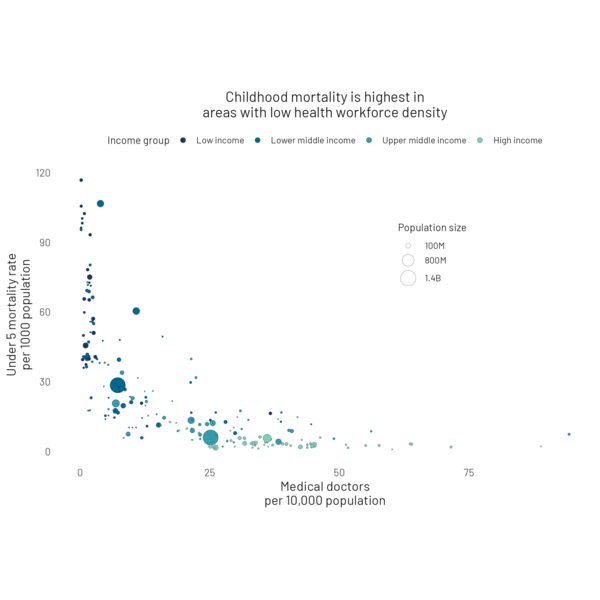 Childhood mortality is highest in
areas with low health workforce density
Income group Low income Lower middle income Upper middle income High income
120
90
60
30
0
Under 5 mortality rate
per 1000 population
Population size
100M
800M
1.4B
0 25 50 75
Medical doctors
per 10,000 population